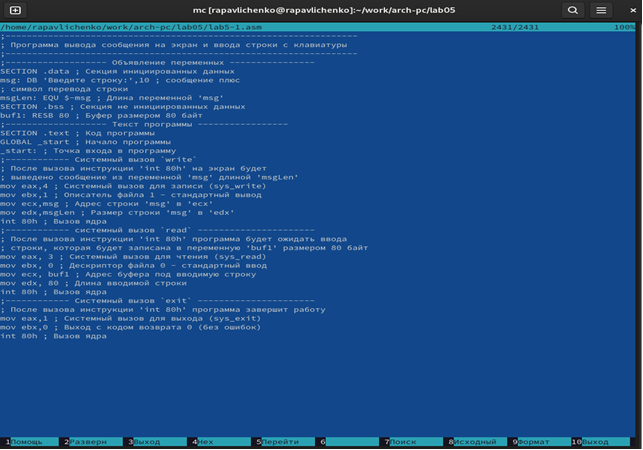 mc [rapavlichenko@rapavlichenko]:~/work/arch-pc/lab05
/home/rapavlichenko/work/arch-pc/lab05/lab5-1.asm 2431/2431 100%
;------------------------------------------------------------------
; Программа вывода сообщения на экран и ввода строки с клавиатуры
;------------------------------------------------------------------
;------------------- Объявление переменных ----------------
SECTION .data ; Секция инициированных данных
msg: DB 'Введите строку:',10 ; сообщение плюс
; символ перевода строки
msgLen: EQU $-msg ; Длина переменной 'msg'
SECTION .bss ; Секция не инициированных данных
buf1: RESB 80 ; Буфер размером 80 байт
;------------------- Текст программы -----------------
SECTION .text ; Код программы
GLOBAL _start ; Начало программы
_start: ; Точка входа в программу
;------------ Cистемный вызов `write`
; После вызова инструкции 'int 80h' на экран будет
; выведено сообщение из переменной 'msg' длиной 'msgLen'
mov eax,4 ; Системный вызов для записи (sys_write)
mov ebx,1 ; Описатель файла 1 - стандартный вывод
mov ecx,msg ; Адрес строки 'msg' в 'ecx'
mov edx,msgLen ; Размер строки 'msg' в 'edx'
int 80h ; Вызов ядра
;------------ системный вызов `read` ----------------------
; После вызова инструкции 'int 80h' программа будет ожидать ввода
; строки, которая будет записана в переменную 'buf1' размером 80 байт
mov eax, 3 ; Системный вызов для чтения (sys_read)
mov ebx, 0 ; Дескриптор файла 0 - стандартный ввод
mov ecx, buf1 ; Адрес буфера под вводимую строку
mov edx, 80 ; Длина вводимой строки
int 80h ; Вызов ядра
;------------ Системный вызов `exit` ----------------------
; После вызова инструкции 'int 80h' программа завершит работу
mov eax,1 ; Системный вызов для выхода (sys_exit)
mov ebx,0 ; Выход с кодом возврата 0 (без ошибок)
int 80h ; Вызов ядра
1Помощь 2Разверн 3Выход 4Hex 5Перейти 6 7Поиск 8Исходный 9Формат 10Выход